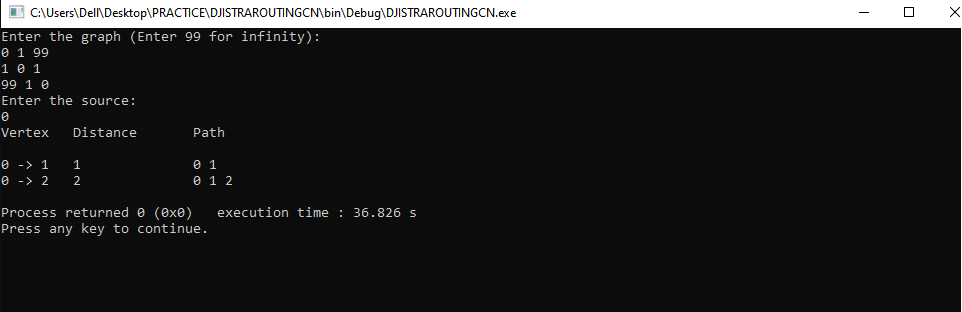 C:\Users\Dell\Desktop\PRACTICE\DJISTRAROUTINGCN\bin\Debug\DJISTRAROUTINGCN.exe
Enter the graph (Enter 99 for infinity):
0 1 99
1 0 1
99 1 0
Enter the source:
0
Vertex   Distance       Path

0 -> 1   1              0 1
0 -> 2   2              0 1 2

Process returned 0 (0x0)   execution time : 36.826 s
Press any key to continue.